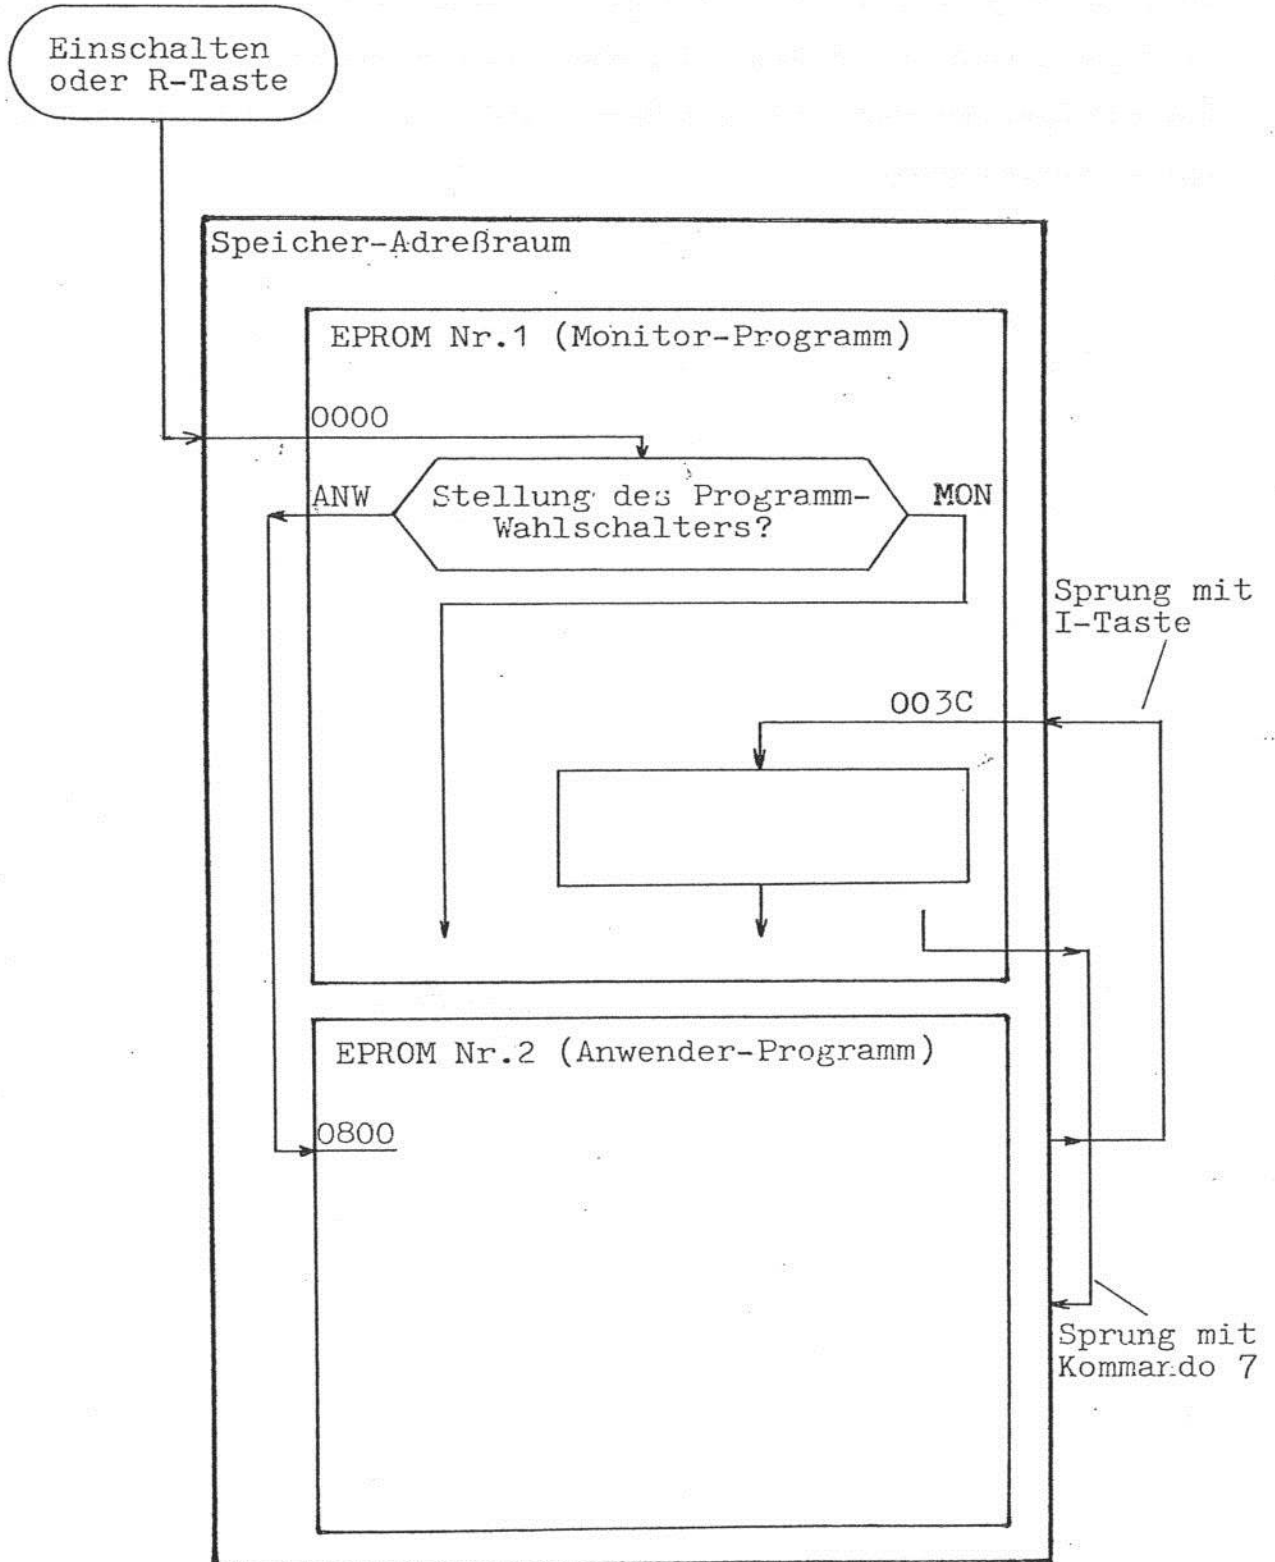 Einschalten
oder R-Taste
Speicher-Adreßraum
EPROM Nr.1 (Monitor-Programm)
0000
ANW
Stellung des Programm-
Wahlschalters?
MON
Sprung mit
I-Taste
003C
EPROM Nr.2 (Anwender-Programm)
0800
Sprung mit
Kommando 7